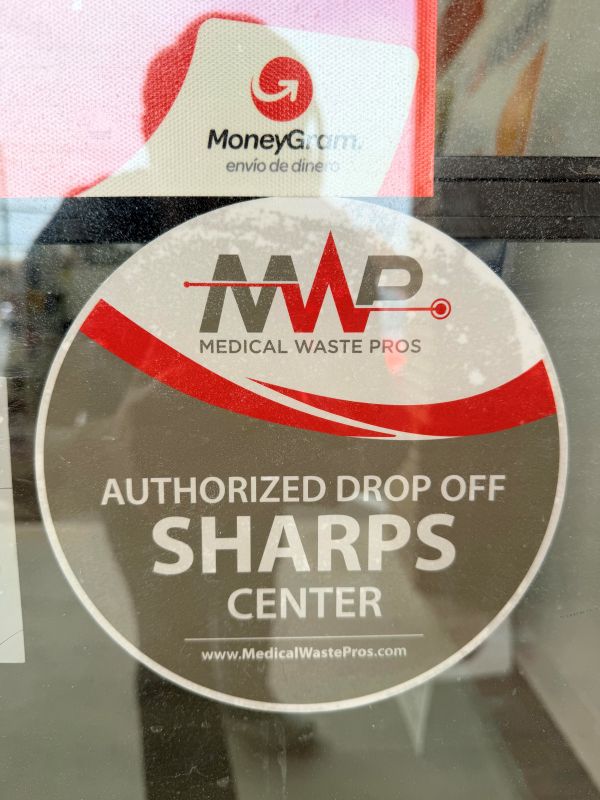 MoneyGram.
envío de dinero
MWP
MEDICAL WASTE PROS
AUTHORIZED DROP OFF
SHARPS
CENTER
www.MedicalWastePros.com